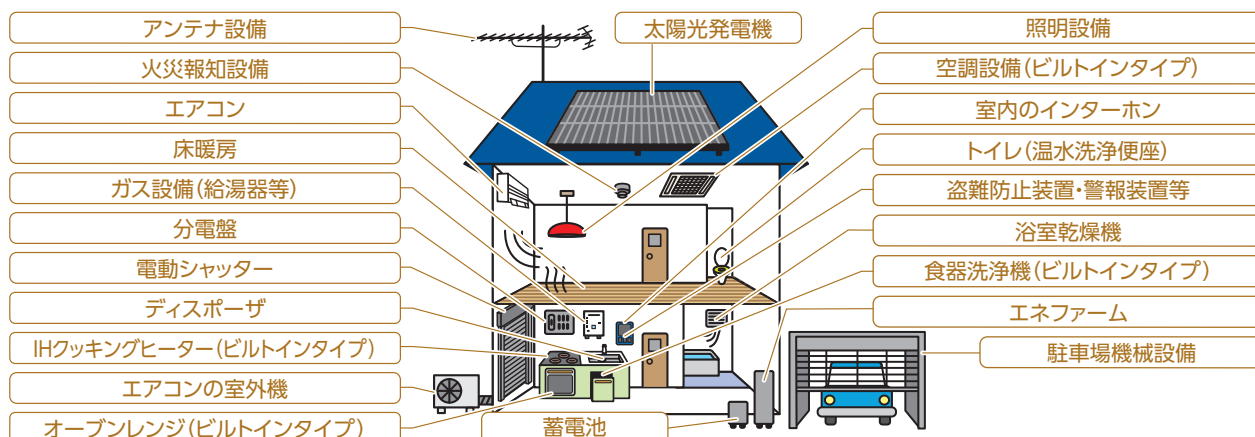 アンテナ設備
火災報知設備
エアコン
床暖房
ガス設備(給湯器等)
分電盤
電動シャッター
ディスポーザ
IHクッキングヒーター(ビルトインタイプ)
エアコンの室外機
オーブンレンジ(ビルトインタイプ)
太陽光発電機
蓄電池
照明設備
空調設備(ビルトインタイプ)
室内のインターホン
トイレ(温水洗浄便座)
盗難防止装置・警報装置等
浴室乾燥機
食器洗浄機(ビルトインタイプ)
エネファーム
駐車場機械設備